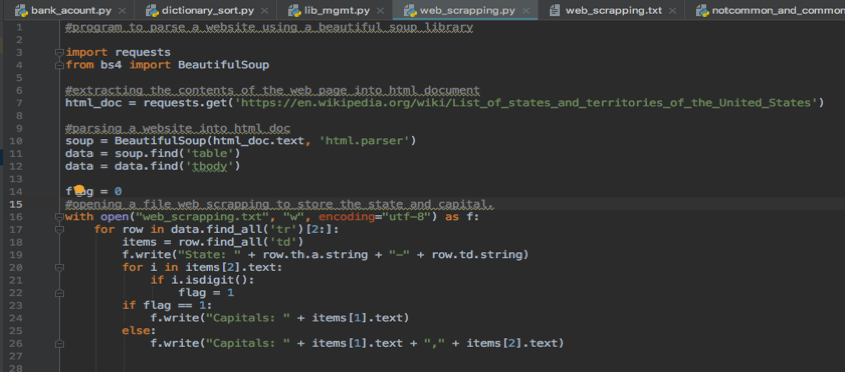 bank_acount.py × dictionary_sort.py × lib_mgmt.py × web_scrapping.py × web_scrapping.txt × notcommon_and_common
1 #program to parse a website using a beautiful soup library
2
3 import requests
4 from bs4 import BeautifulSoup
5
6 #extracting the contents of the web page into html document
7 html_doc = requests.get('https://en.wikipedia.org/wiki/List_of_states_and_territories_of_the_United_States')
8
9 #parsing a website into html doc
10 soup = BeautifulSoup(html_doc.text, 'html.parser')
11 data = soup.find('table')
12 data = data.find('tbody')
13
14 flag = 0
15 #opening a file web scrapping to store the state and capital.
16 with open("web_scrapping.txt", "w", encoding="utf-8") as f:
17 for row in data.find_all('tr')[2:]:
18 items = row.find_all('td')
19 f.write("State: " + row.th.a.string + "-" + row.td.string)
20 for i in items[2].text:
21 if i.isdigit():
22 flag = 1
23 if flag == 1:
24 f.write("Capitals: " + items[1].text)
25 else:
26 f.write("Capitals: " + items[1].text + "," + items[2].text)
27
28